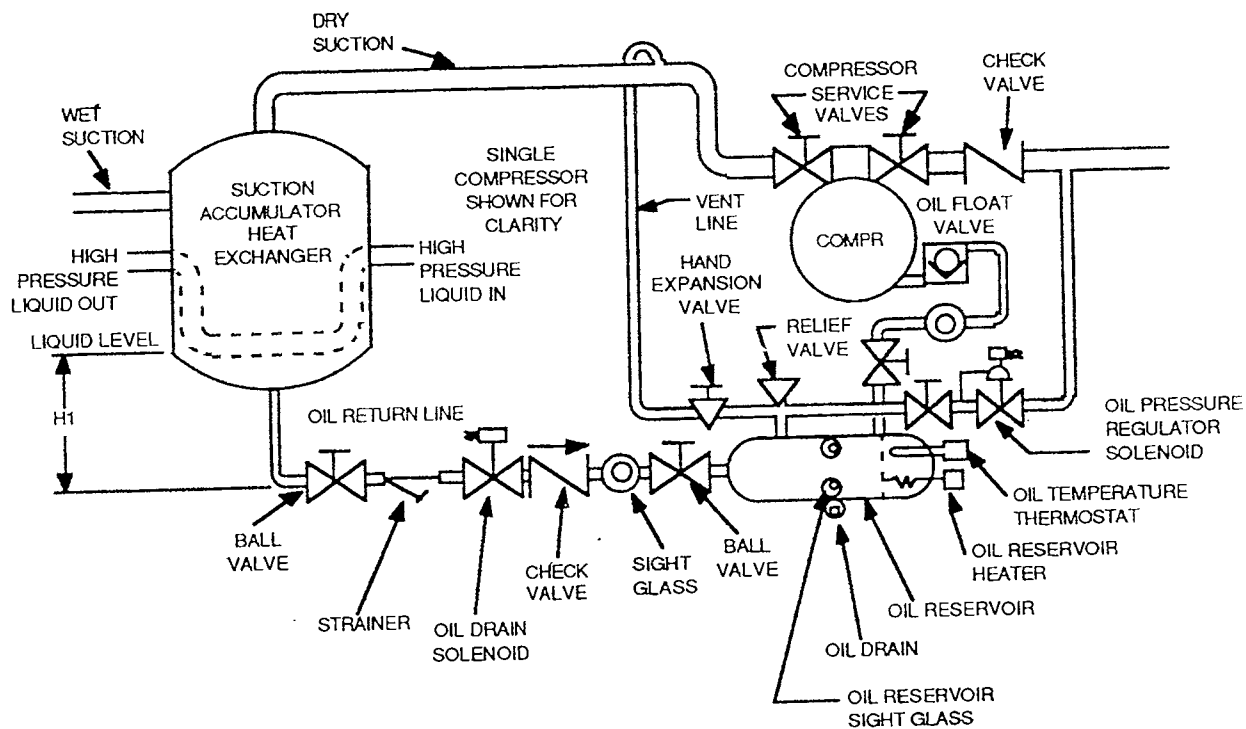 DRY
SUCTION
COMPRESSOR
SERVICE
VALVES
CHECK
VALVE
WET
SUCTION
SUCTION
ACCUMULATOR
HEAT
EXCHANGER
SINGLE
COMPRESSOR
SHOWN FOR
CLARITY
VENT
LINE
COMPR
OIL FLOAT
VALVE
HIGH
PRESSURE
LIQUID OUT
HIGH
PRESSURE
LIQUID IN
HAND
EXPANSION
VALVE
RELIEF
VALVE
LIQUID LEVEL
H1
OIL RETURN LINE
OIL PRESSURE
REGULATOR
SOLENOID
OIL TEMPERATURE
THERMOSTAT
BALL
VALVE
STRAINER
OIL DRAIN
SOLENOID
CHECK
VALVE
SIGHT
GLASS
BALL
VALVE
OIL RESERVOIR
HEATER
OIL RESERVOIR
OIL DRAIN
OIL RESERVOIR
SIGHT GLASS